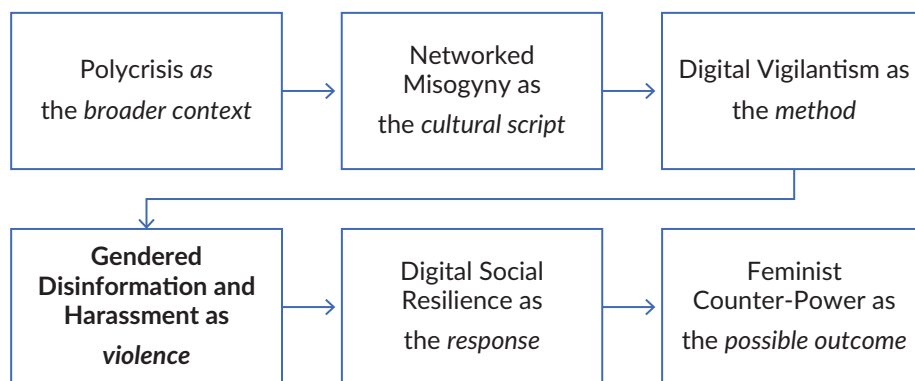 Polycrisis as
the broader context
Networked
Misogyny as
the cultural script
Digital Vigilantism as
the method
Gendered
Disinformation and
Harassment as
violence
Digital Social
Resilience as
the response
Feminist
Counter-Power as
the possible outcome